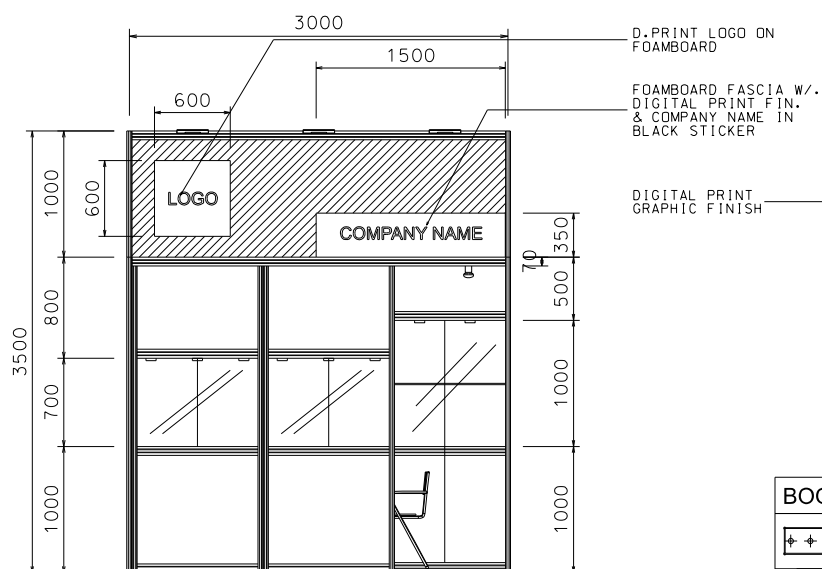 3000
D.PRINT LOGO ON
FOAMBOARD
1500
600
FOAMBOARD FASCIA W/.
DIGITAL PRINT FIN.
& COMPANY NAME IN
BLACK STICKER
1000
600
LOGO
DIGITAL PRINT
GRAPHIC FINISH
COMPANY NAME
350
70
500
800
3500
700
1000
1000
1000
BOO